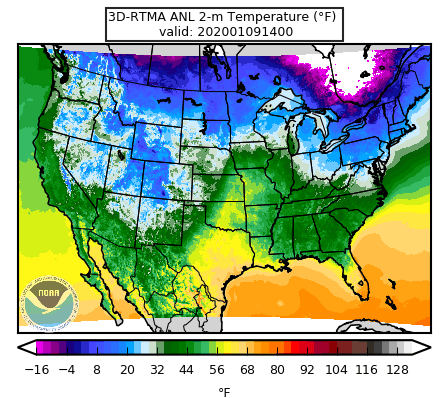 3D-RTMA ANL 2-m Temperature (°F)
valid: 202001091400
NOAA
−16 −4 8 20 32 44 56 68 80 92 104 116 128
°F